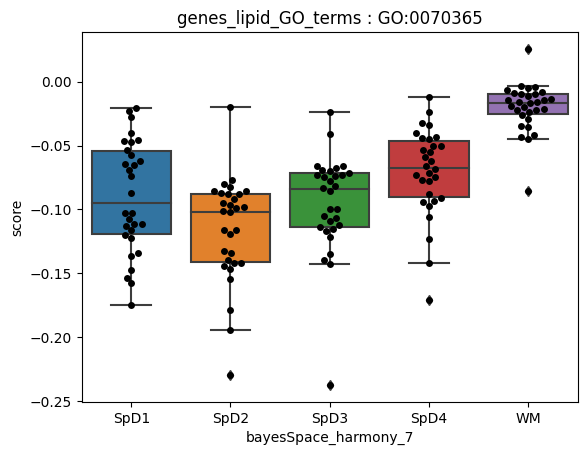 genes_lipid_GO_terms : GO:0070365
0.00
−0.05
−0.10
−0.15
−0.20
−0.25
score
SpD1 SpD2 SpD3 SpD4 WM
bayesSpace_harmony_7